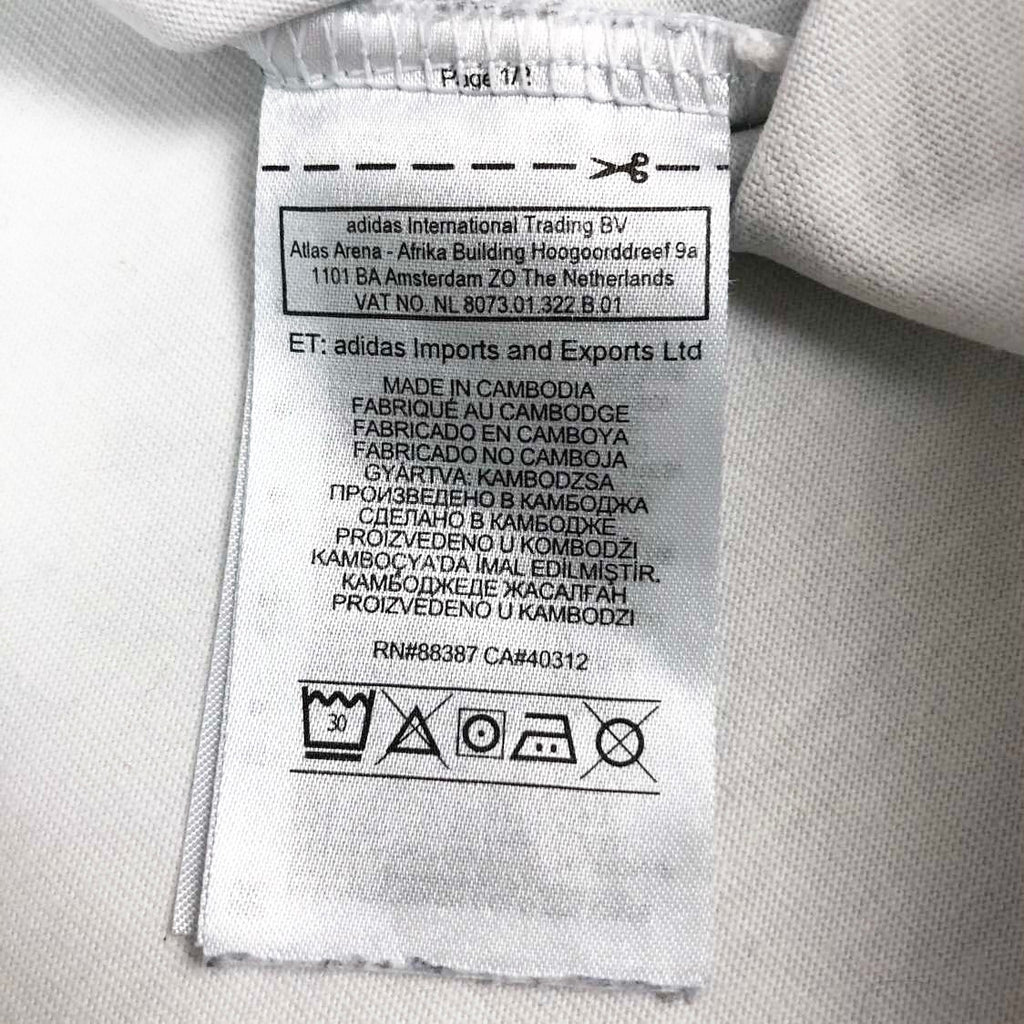 Page 1/
adidas International Trading BV
Atlas Arena - Afrika Building Hoogoorddreef 9a
1101 BA Amsterdam ZO The Netherlands
VAT NO. NL 8073.01.322.B.01
ET: adidas Imports and Exports Ltd
MADE IN CAMBODIA
FABRIQUÉ AU CAMBODGE
FABRICADO EN CAMBOYA
FABRICADO NO CAMBOJA
GYÁRTVA: KAMBODZSA
ПРОИЗВЕДЕНО В КАМБОДЖА
СДЕЛАНО В КАМБОДЖЕ
PROIZVEDENO U KOMBODŽI
KAMBOÇYA'DA İMAL EDİLMİŞTİR.
КАМБОДЖЕДЕ ЖАСАЛҒАН
PROIZVEDENO U KAMBODZI
RN#88387 CA#40312
30